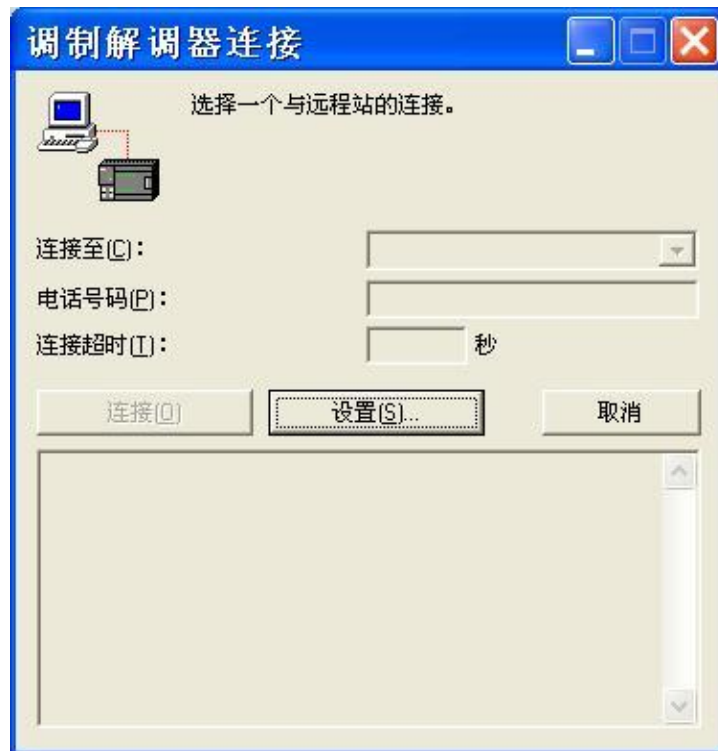 调制解调器连接
选择一个与远程站的连接。
连接至(C)：
电话号码(P)：
连接超时(T)： 秒
连接(O) 设置(S)... 取消